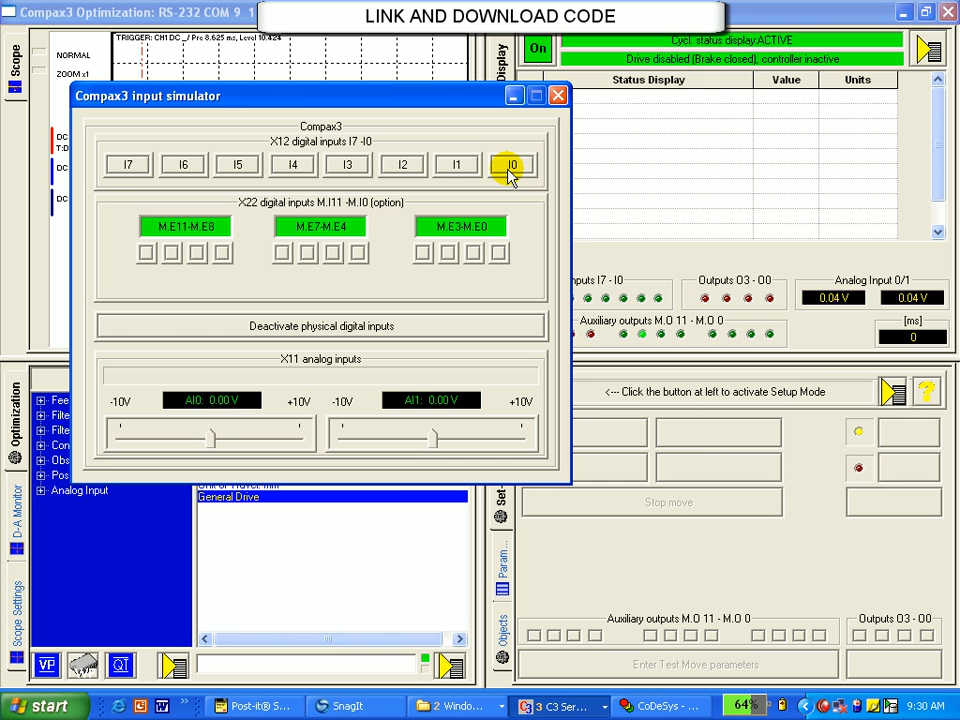 Compax3 Optimization: RS-232 COM 9 1
LINK AND DOWNLOAD CODE
Scope
NORMAL
ZOOM x1
TRIGGER: CH1 DC _/ Pre 8.625 ms, Level 10.424
Display
On
Cycl. status display:ACTIVE
Drive disabled (Brake closed), controller inactive
Status Display
Value
Units
DC
T:D
DC
DC
Compax3 input simulator
Compax3
X12 digital inputs I7 -I0
I7
I6
I5
I4
I3
I2
I1
I0
X22 digital inputs M.I11 -M.I0 (option)
M.E11-M.E8
M.E7-M.E4
M.E3-M.E0
Deactivate physical digital inputs
X11 analog inputs
-10V
AI0: 0.00 V
+10V
-10V
AI1: 0.00 V
+10V
nputs I7 - I0
Outputs O3 - O0
Analog Input 0/1
0.04 V
0.04 V
Auxiliary outputs M.O 11 - M.O 0
[ms]
0
Optimization
D-A Monitor
Scope Settings
Fee
Filte
Filte
Con
Obs
Pos
Analog Input
General Drive
VP
QT
<--- Click the button at left to activate Setup Mode
Set-
Param...
Objects
Stop move
Auxiliary outputs M.O 11 - M.O 0
Outputs O3 - O0
Enter Test Move parameters
start
Post-it® S...
SnagIt
2 Windo...
3 C3 Ser...
CoDeSys - ...
64%
9:30 AM